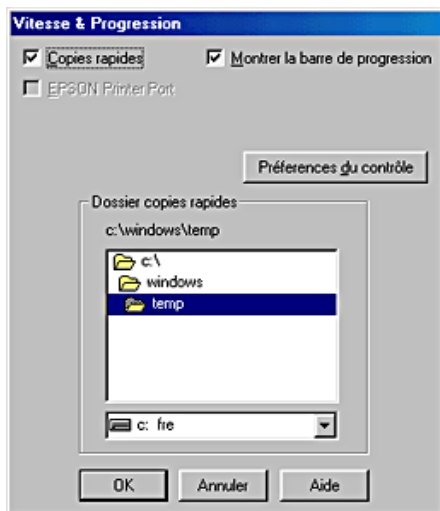 Vitesse & Progression
Copies rapides
Montrer la barre de progression
EPSON Printer Port
Préferences du contrôle
Dossier copies rapides
c:\windows\temp
c:\
windows
temp
c: fre
OK
Annuler
Aide